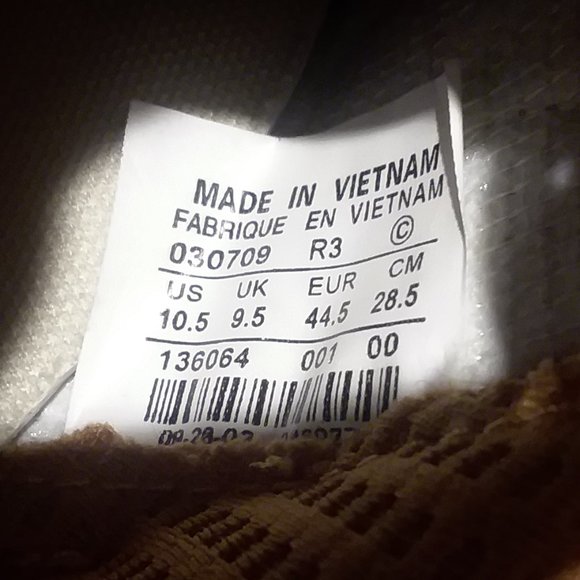 MADE IN VIETNAM
FABRIQUE EN VIETNAM
030709 R3 ©
US UK EUR CM
10.5 9.5 44.5 28.5
136064 001 00